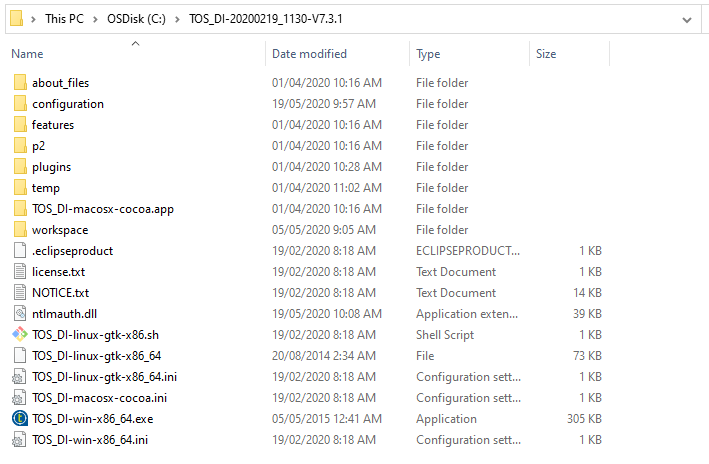 This PC > OSDisk (C:) > TOS_DI-20200219_1130-V7.3.1
Name Date modified Type Size
about_files 01/04/2020 10:16 AM File folder
configuration 19/05/2020 9:57 AM File folder
features 01/04/2020 10:16 AM File folder
p2 01/04/2020 10:16 AM File folder
plugins 01/04/2020 10:28 AM File folder
temp 01/04/2020 11:02 AM File folder
TOS_DI-macosx-cocoa.app 01/04/2020 10:16 AM File folder
workspace 05/05/2020 9:05 AM File folder
.eclipseproduct 19/02/2020 8:18 AM ECLIPSEPRODUCT... 1 KB
license.txt 19/02/2020 8:18 AM Text Document 1 KB
NOTICE.txt 19/02/2020 8:18 AM Text Document 14 KB
ntlmauth.dll 19/05/2020 10:08 AM Application exten... 39 KB
TOS_DI-linux-gtk-x86.sh 19/02/2020 8:18 AM Shell Script 1 KB
TOS_DI-linux-gtk-x86_64 20/08/2014 2:34 AM File 73 KB
TOS_DI-linux-gtk-x86_64.ini 19/02/2020 8:18 AM Configuration sett... 1 KB
TOS_DI-macosx-cocoa.ini 19/02/2020 8:18 AM Configuration sett... 1 KB
TOS_DI-win-x86_64.exe 05/05/2015 12:41 AM Application 305 KB
TOS_DI-win-x86_64.ini 19/02/2020 8:18 AM Configuration sett... 1 KB